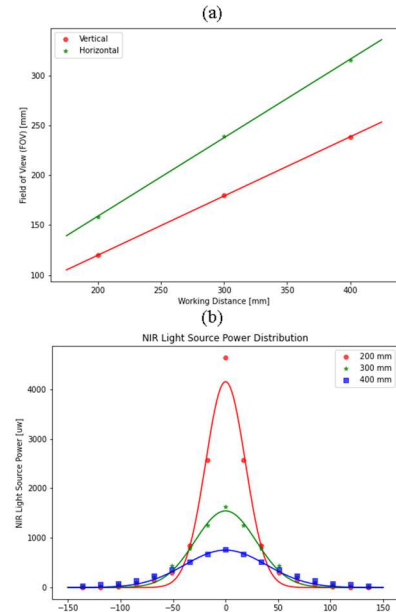 (a)
Vertical
Horizontal
Field of View (FOV) [mm]
300
250
200
150
100
200
250
300
350
400
Working Distance [mm]
(b)
NIR Light Source Power Distribution
200 mm
300 mm
400 mm
NIR Light Source Power [uw]
4000
3000
2000
1000
0
−150
−100
−50
0
50
100
150